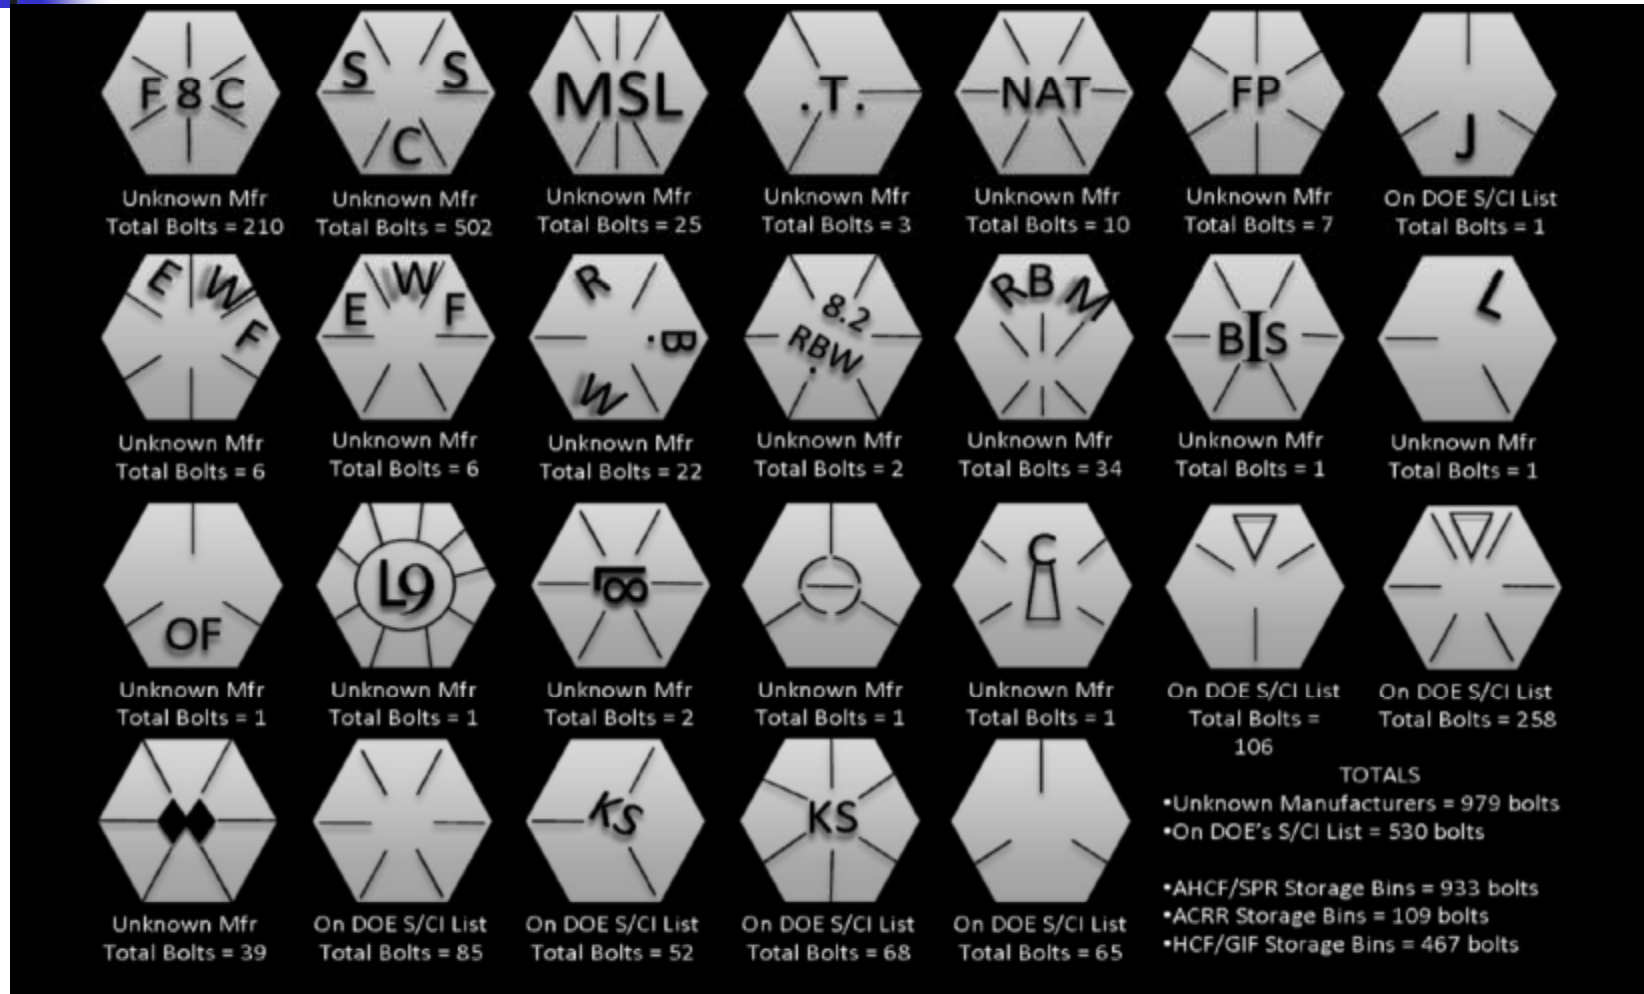 F 8 C
Unknown Mfr
Total Bolts = 210
S S
C
Unknown Mfr
Total Bolts = 502
MSL
Unknown Mfr
Total Bolts = 25
.T.
Unknown Mfr
Total Bolts = 3
NAT
Unknown Mfr
Total Bolts = 10
FP
Unknown Mfr
Total Bolts = 7
J
On DOE S/CI List
Total Bolts = 1
E W F
Unknown Mfr
Total Bolts = 6
E W F
Unknown Mfr
Total Bolts = 6
R
.B
W
Unknown Mfr
Total Bolts = 22
8.2
RBW
.
Unknown Mfr
Total Bolts = 2
RBM
Unknown Mfr
Total Bolts = 34
BIS
Unknown Mfr
Total Bolts = 1
L
Unknown Mfr
Total Bolts = 1
OF
Unknown Mfr
Total Bolts = 1
L9
Unknown Mfr
Total Bolts = 1
Unknown Mfr
Total Bolts = 2
Unknown Mfr
Total Bolts = 1
C
Unknown Mfr
Total Bolts = 1
On DOE S/CI List
Total Bolts =
106
On DOE S/CI List
Total Bolts = 258
Unknown Mfr
Total Bolts = 39
On DOE S/CI List
Total Bolts = 85
KS
On DOE S/CI List
Total Bolts = 52
KS
On DOE S/CI List
Total Bolts = 68
On DOE S/CI List
Total Bolts = 65
TOTALS
•Unknown Manufacturers = 979 bolts
•On DOE's S/CI List = 530 bolts
•AHCF/SPR Storage Bins = 933 bolts
•ACRR Storage Bins = 109 bolts
•HCF/GIF Storage Bins = 467 bolts